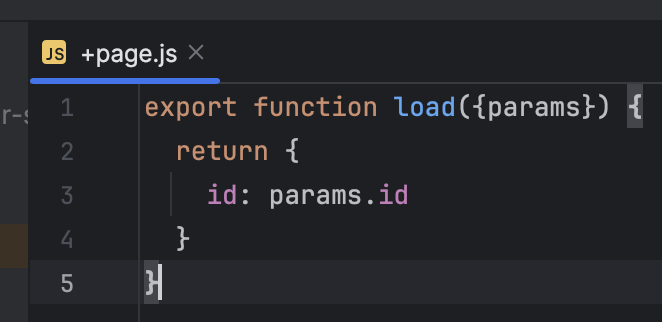 JS +page.js
r-s
1 export function load({params}) {
2   return {
3     id: params.id
4   }
5 }